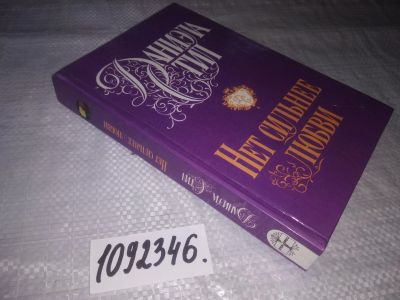 ДАНИЭЛА
СТИЛ
НЕТ СИЛЬНЕЕ
ЛЮБВИ
НЕТ СИЛЬНЕЕ ЛЮБВИ
ДАНИЭЛА СТИЛ
1092346.